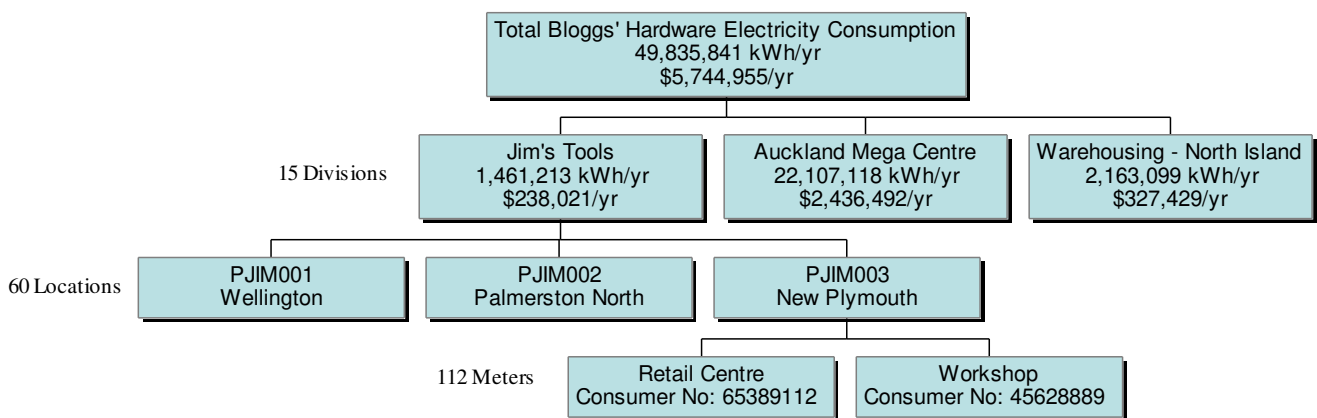 Total Bloggs' Hardware Electricity Consumption
49,835,841 kWh/yr
$5,744,955/yr
15 Divisions
Jim's Tools
1,461,213 kWh/yr
$238,021/yr
Auckland Mega Centre
22,107,118 kWh/yr
$2,436,492/yr
Warehousing - North Island
2,163,099 kWh/yr
$327,429/yr
60 Locations
PJIM001
Wellington
PJIM002
Palmerston North
PJIM003
New Plymouth
112 Meters
Retail Centre
Consumer No: 65389112
Workshop
Consumer No: 45628889